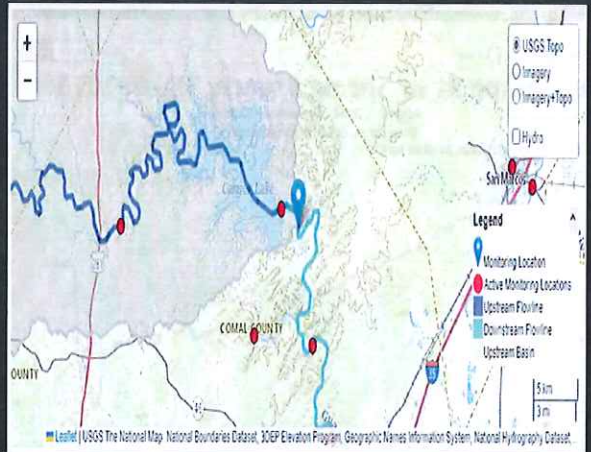 +
−
USGS Topo
Imagery
Imagery+Topo
Hydro
San Marcos
Canyon Lake
Legend
Monitoring Location
Active Monitoring Locations
Upstream Flowline
Downstream Flowline
Upstream Basin
COMAL COUNTY
OUNTY
5 km
3 mi
Leaflet | USGS The National Map: National Boundaries Dataset, 3DEP Elevation Program, Geographic Names Information System, National Hydrography Dataset,